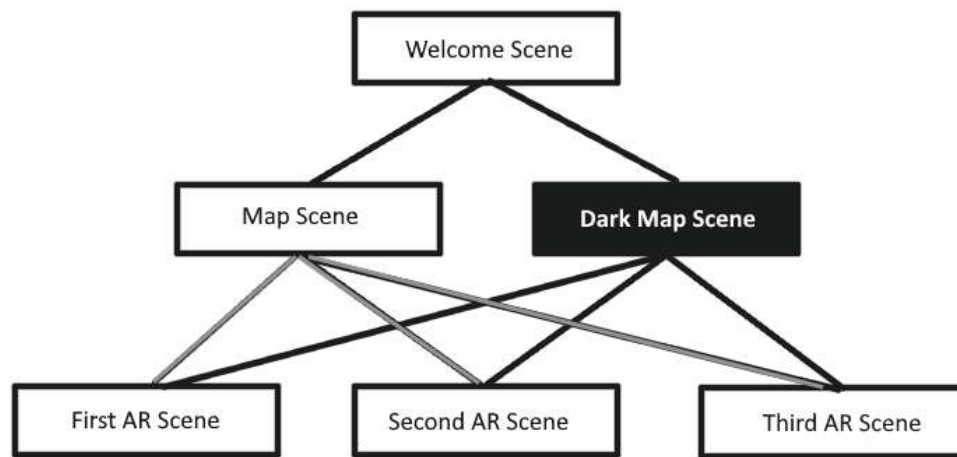 Welcome Scene
Map Scene
Dark Map Scene
First AR Scene
Second AR Scene
Third AR Scene